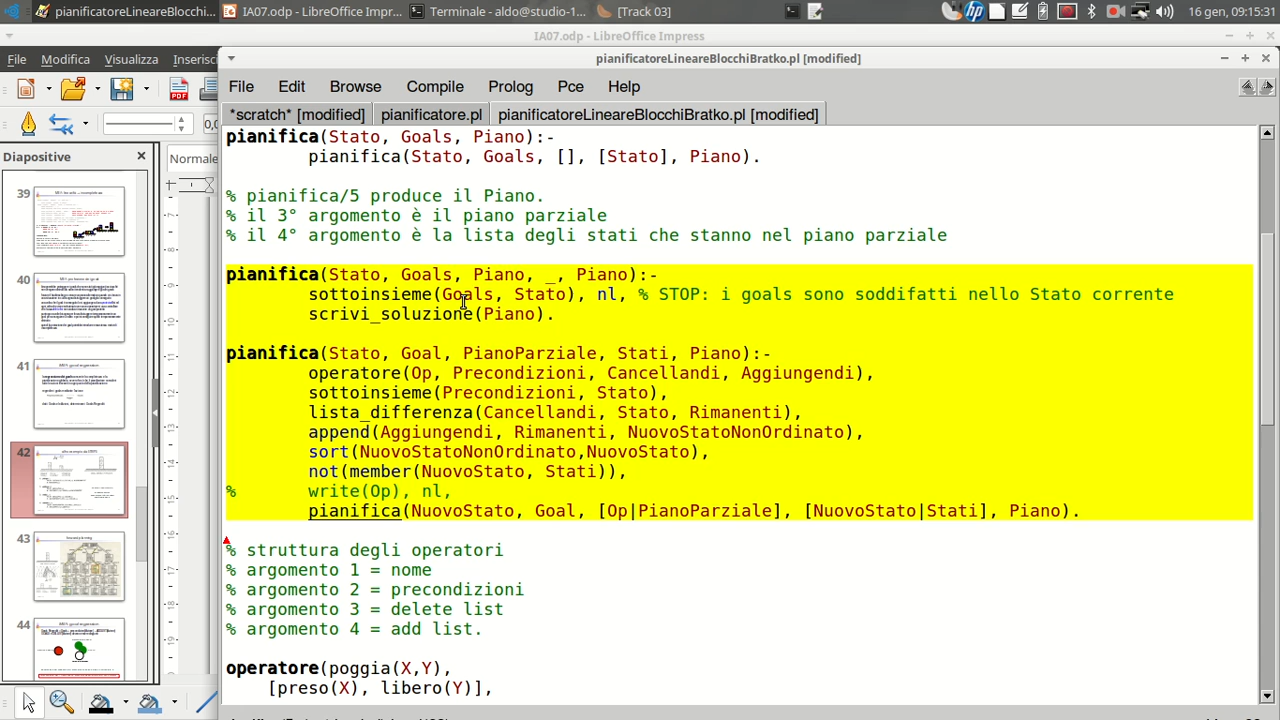 pianificatoreLineareBlocchi...
IA07.odp - LibreOffice Impr...
Terminale - aldo@studio-1...
[Track 03]
16 gen, 09:15:31
IA07.odp - LibreOffice Impress
File Modifica Visualizza Inserisci
pianificatoreLineareBlocchiBratko.pl [modified]
File Edit Browse Compile Prolog Pce Help
*scratch* [modified] pianificatore.pl pianificatoreLineareBlocchiBratko.pl [modified]
0,0
Diapositive
Normale
39
40
41
42
43
44
pianifica(Stato, Goals, Piano):-
pianifica(Stato, Goals, [], [Stato], Piano).
% pianifica/5 produce il Piano.
% il 3° argomento è il piano parziale
% il 4° argomento è la lista degli stati che stanno nel piano parziale
pianifica(Stato, Goals, Piano, _, Piano):-
sottoinsieme(Goals, Stato), nl, % STOP: i goals sono soddifatti nello Stato corrente
scrivi_soluzione(Piano).
pianifica(Stato, Goal, PianoParziale, Stati, Piano):-
operatore(Op, Precondizioni, Cancellandi, Aggiungendi),
sottoinsieme(Precondizioni, Stato),
lista_differenza(Cancellandi, Stato, Rimanenti),
append(Aggiungendi, Rimanenti, NuovoStatoNonOrdinato),
sort(NuovoStatoNonOrdinato,NuovoStato),
not(member(NuovoStato, Stati)),
% write(Op), nl,
pianifica(NuovoStato, Goal, [Op|PianoParziale], [NuovoStato|Stati], Piano).
% struttura degli operatori
% argomento 1 = nome
% argomento 2 = precondizioni
% argomento 3 = delete list
% argomento 4 = add list.
operatore(poggia(X,Y),
[preso(X), libero(Y)],